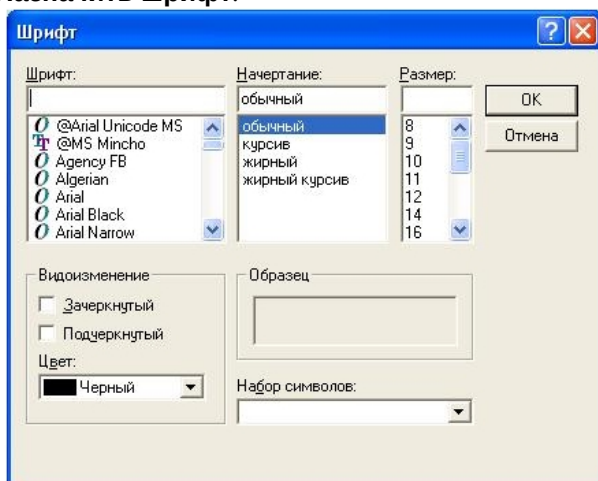 Назначить шрифт.
Шрифт
Шрифт:
@Arial Unicode MS
@MS Mincho
Agency FB
Algerian
Arial
Arial Black
Arial Narrow
Начертание:
обычный
обычный
курсив
жирный
жирный курсив
Размер:
8
9
10
11
12
14
16
OK
Отмена
Видоизменение
Зачеркнутый
Подчеркнутый
Цвет:
Черный
Образец
Набор символов: